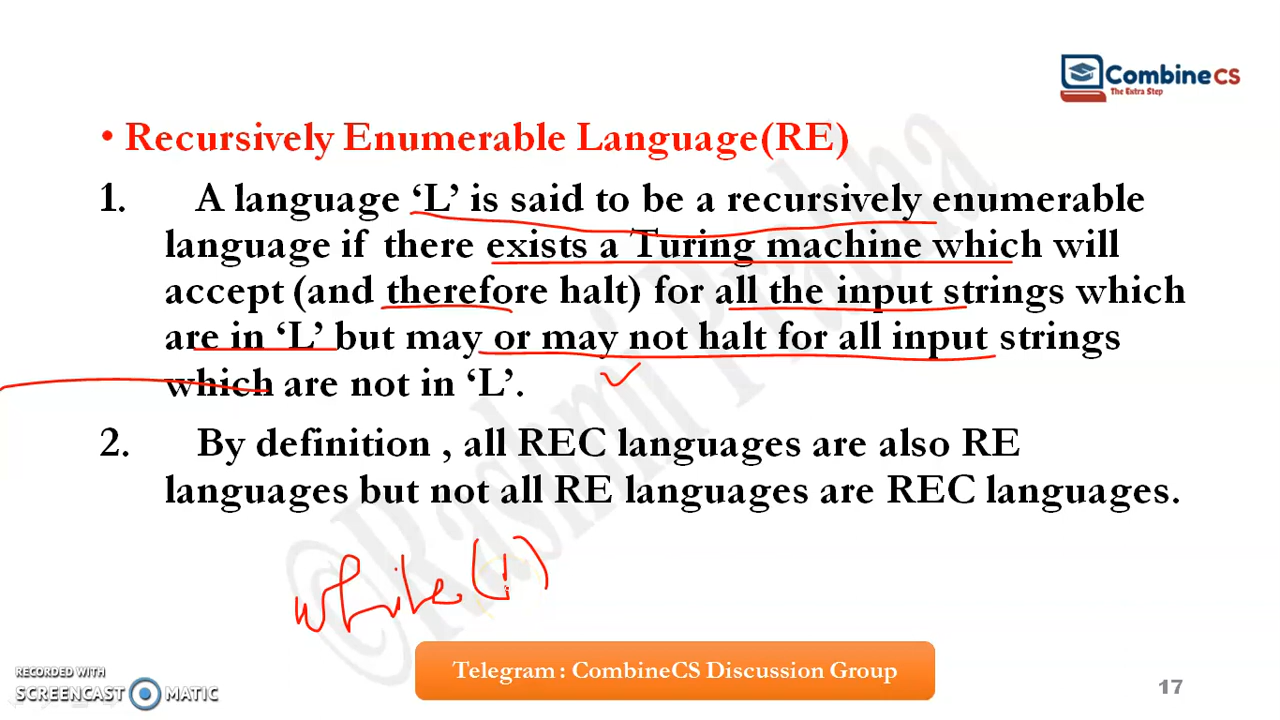 CombineCS
The Extra Step
• Recursively Enumerable Language(RE)
1. A language ‘L’ is said to be a recursively enumerable
language if there exists a Turing machine which will
accept (and therefore halt) for all the input strings which
are in ‘L’ but may or may not halt for all input strings
which are not in ‘L’.
2. By definition , all REC languages are also RE
languages but not all RE languages are REC languages.
©Rashmi Prabha
while(1)
Telegram : CombineCS Discussion Group
RECORDED WITH
SCREENCAST MATIC
17